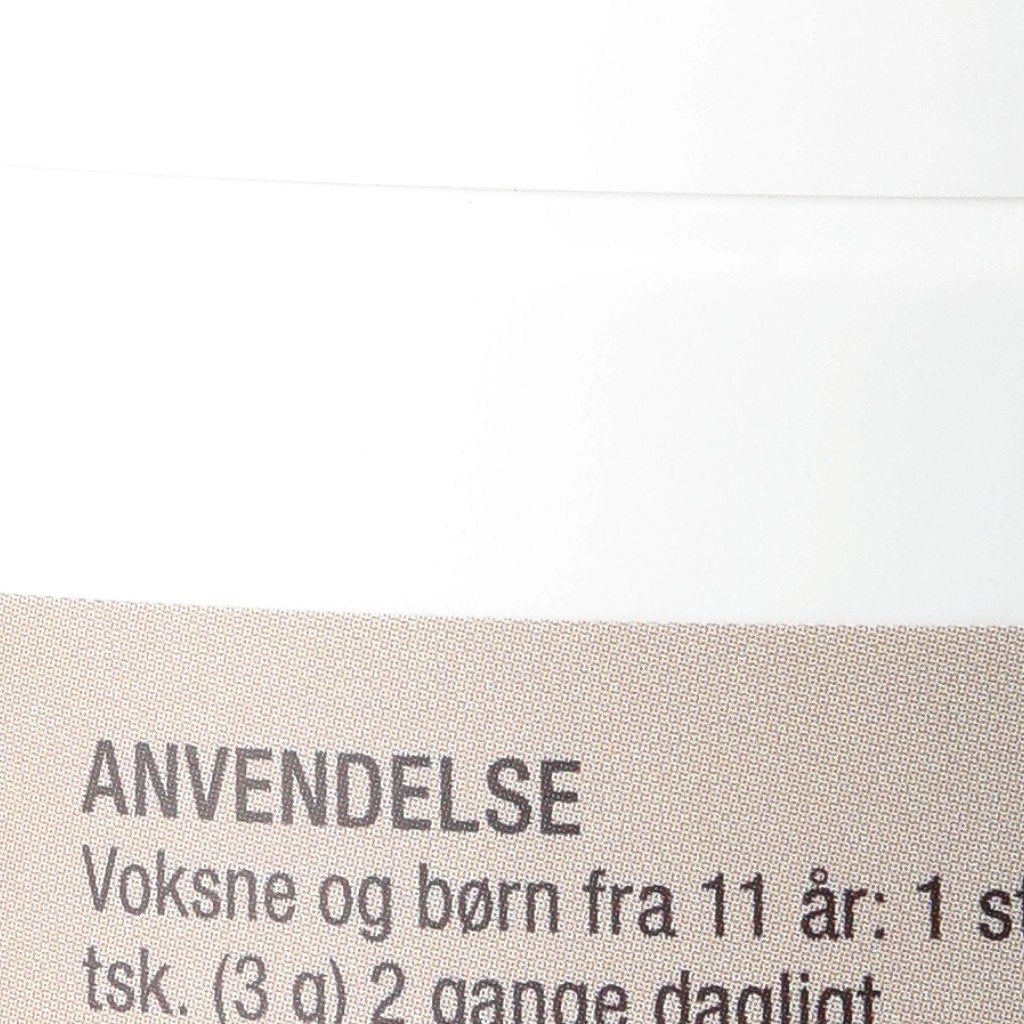 ANVENDELSE
Voksne og børn fra 11 år: 1
tsk. (3 g) 2 gange dagligt